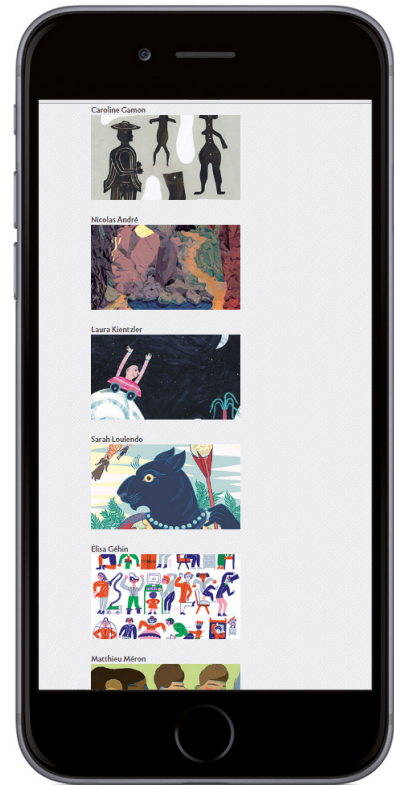 Caroline Gamon
Nicolas André
Laura Kientzler
Sarah Loulendo
Élisa Géhin
Matthieu Méron